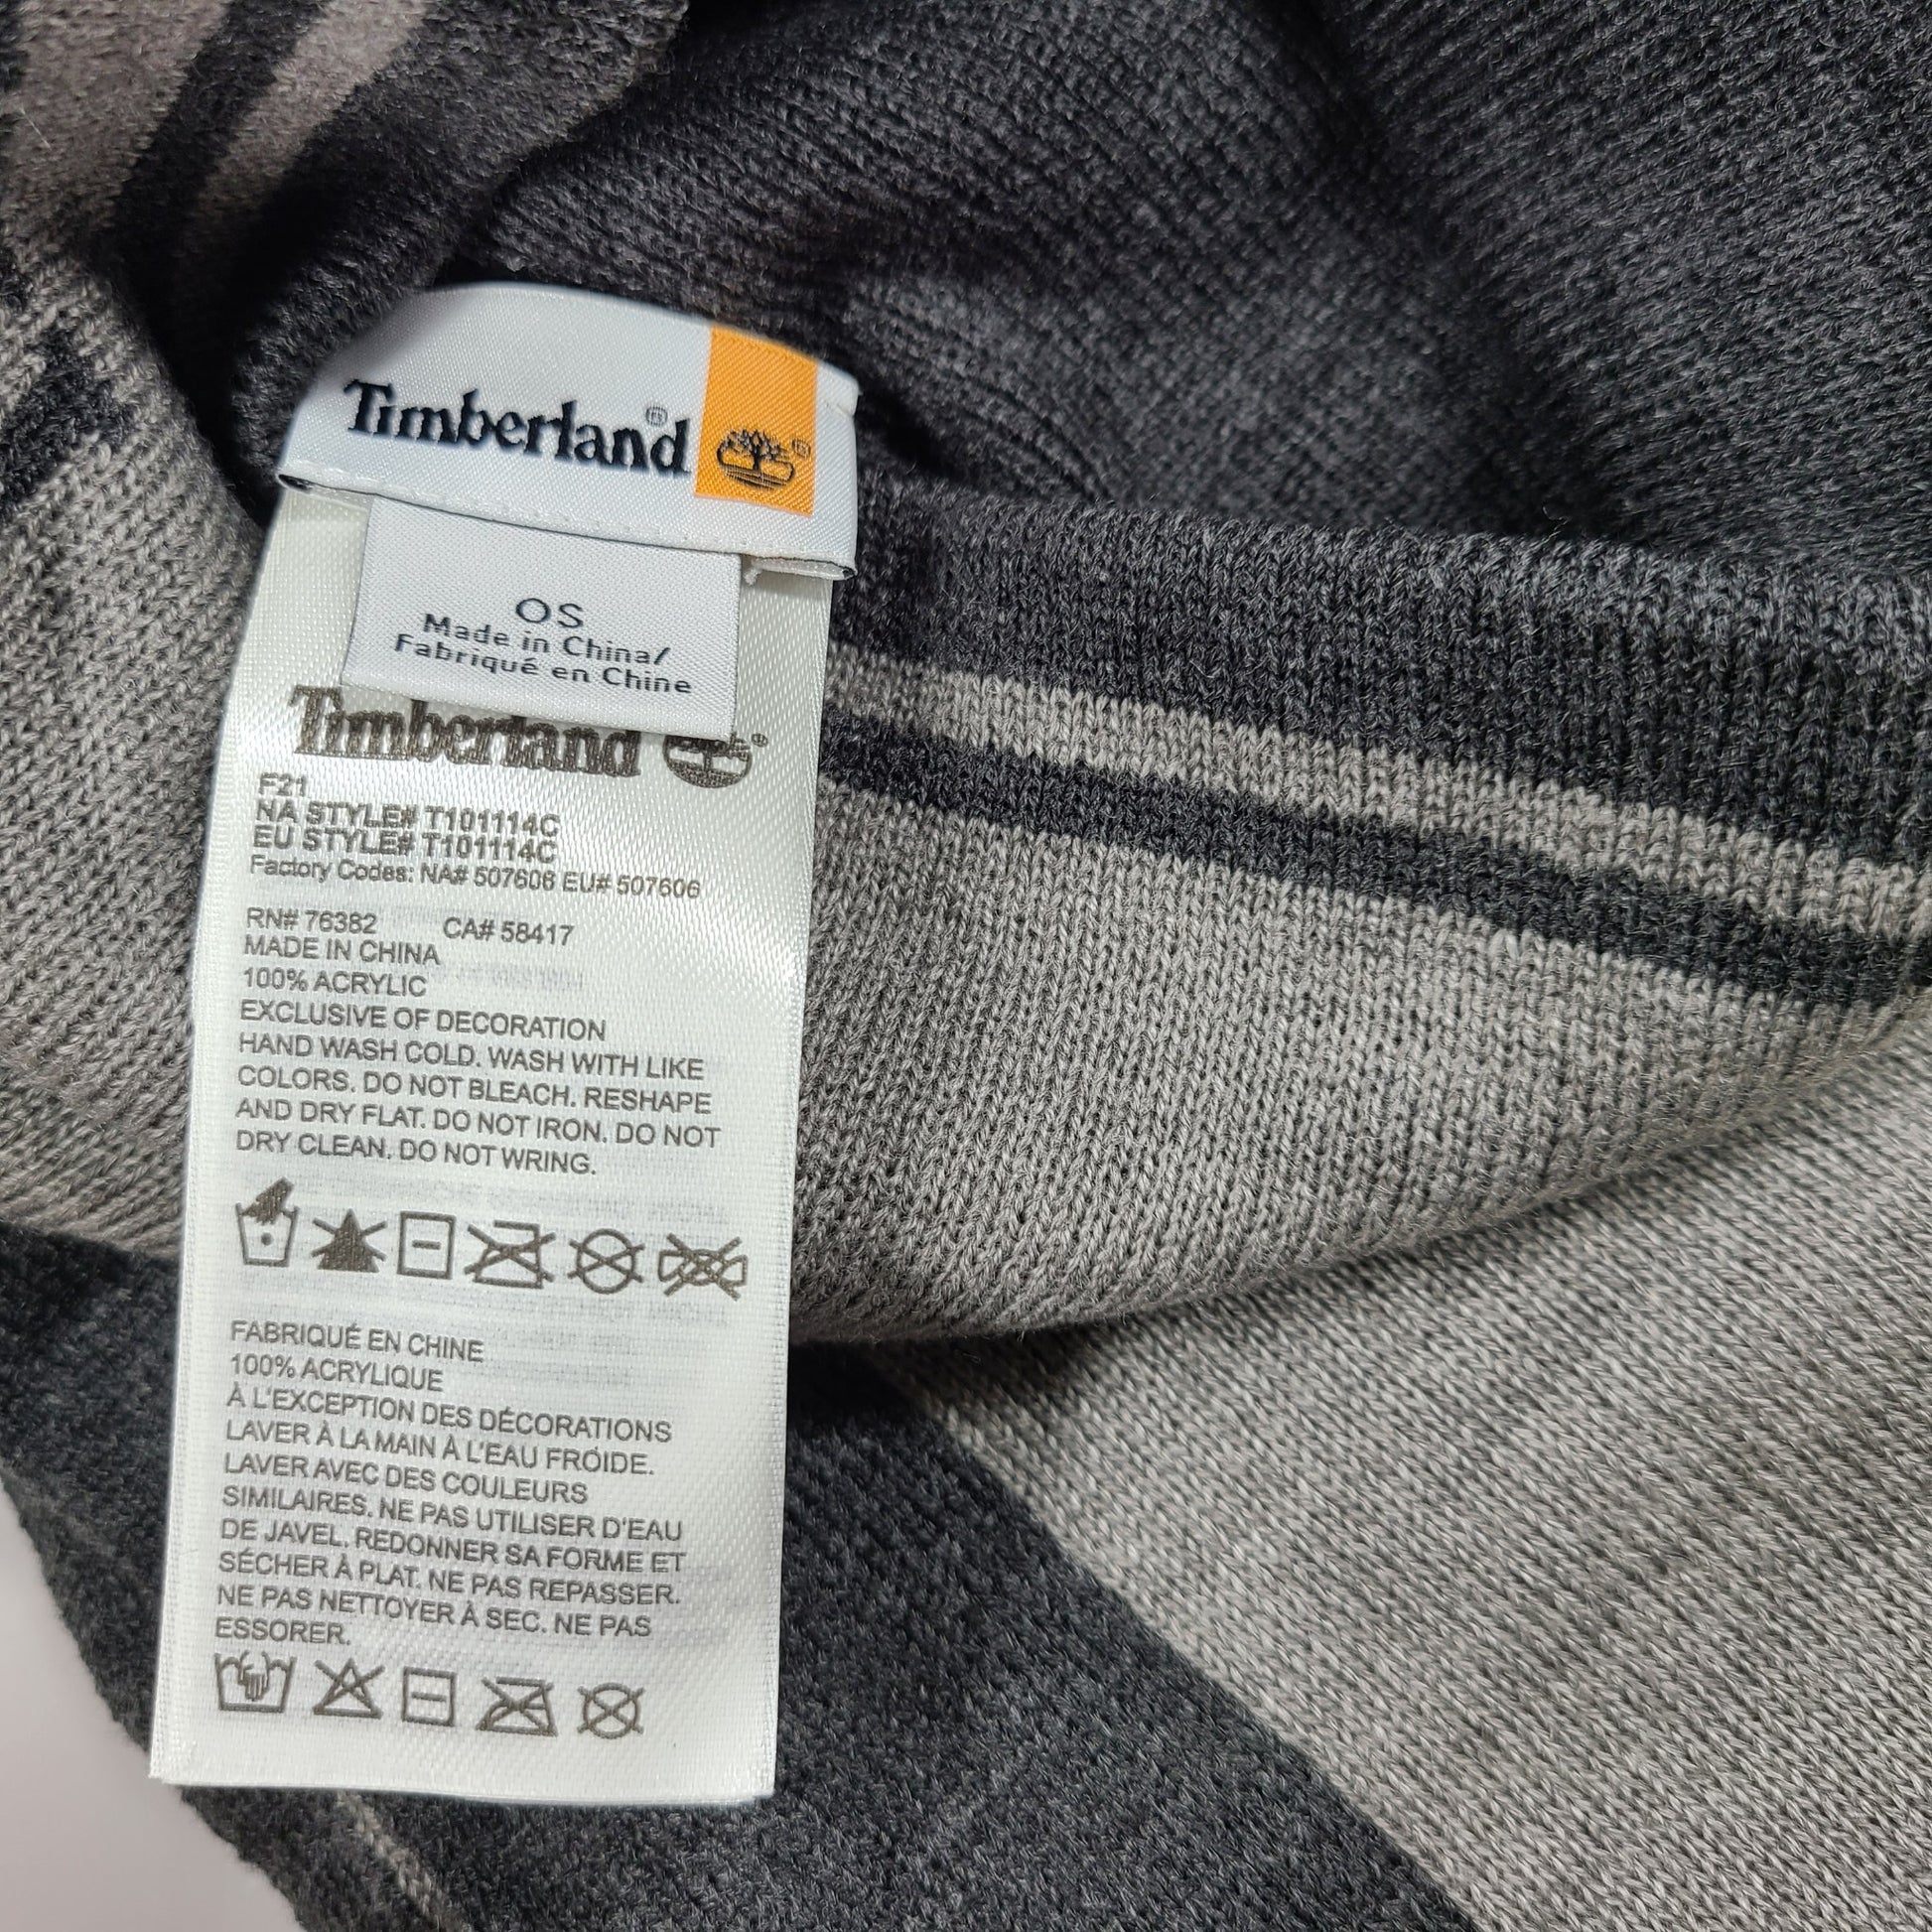 Timberland®
OS
Made in China/
Fabriqué en Chine
Timberland ®
F21
NA STYLE# T101114C
EU STYLE# T101114C
Factory Codes: NA# 507606 EU# 507606
RN# 76382 CA# 58417
MADE IN CHINA
100% ACRYLIC
EXCLUSIVE OF DECORATION
HAND WASH COLD. WASH WITH LIKE
COLORS. DO NOT BLEACH. RESHAPE
AND DRY FLAT. DO NOT IRON. DO NOT
DRY CLEAN. DO NOT WRING.
FABRIQUÉ EN CHINE
100% ACRYLIQUE
À L'EXCEPTION DES DÉCORATIONS
LAVER À LA MAIN À L'EAU FROIDE.
LAVER AVEC DES COULEURS
SIMILAIRES. NE PAS UTILISER D'EAU
DE JAVEL. REDONNER SA FORME ET
SÉCHER À PLAT. NE PAS REPASSER.
NE PAS NETTOYER À SEC. NE PAS
ESSORER.